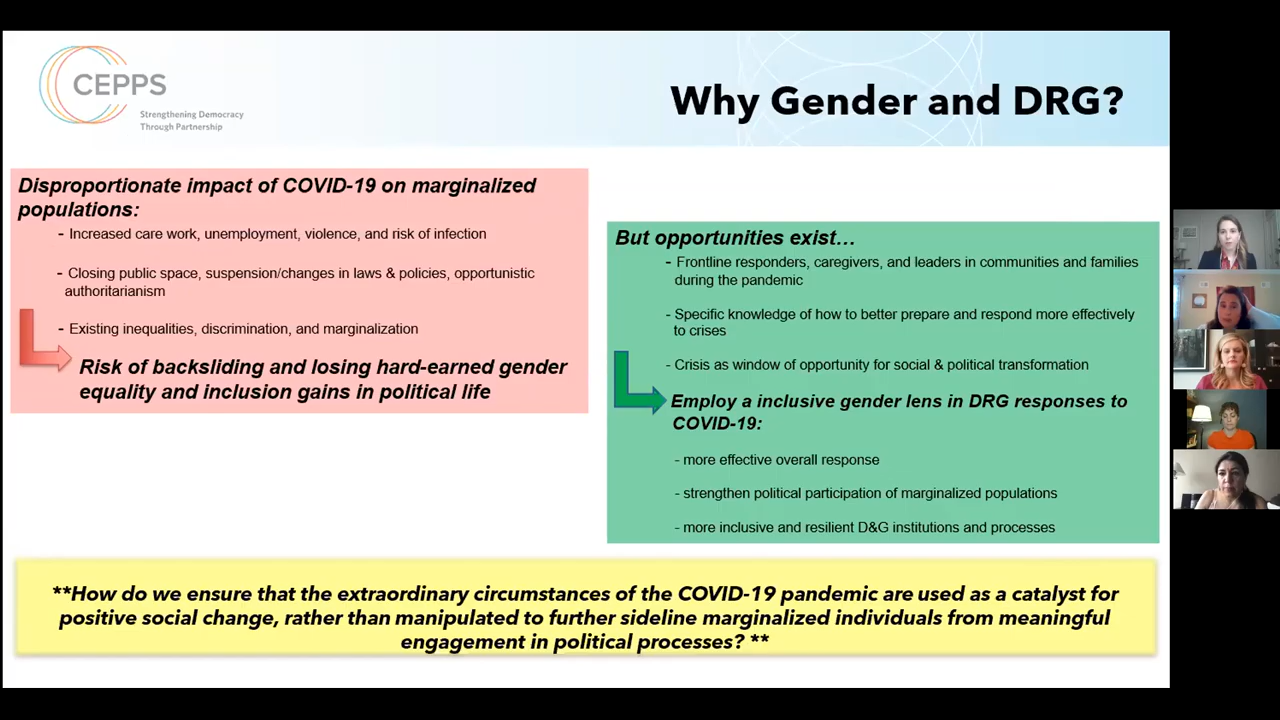 CEPPS
Strengthening Democracy
Through Partnership
Why Gender and DRG?
Disproportionate impact of COVID-19 on marginalized
populations:
- Increased care work, unemployment, violence, and risk of infection
- Closing public space, suspension/changes in laws & policies, opportunistic
authoritarianism
- Existing inequalities, discrimination, and marginalization
Risk of backsliding and losing hard-earned gender
equality and inclusion gains in political life
But opportunities exist…
- Frontline responders, caregivers, and leaders in communities and families
during the pandemic
- Specific knowledge of how to better prepare and respond more effectively
to crises
- Crisis as window of opportunity for social & political transformation
Employ a inclusive gender lens in DRG responses to
COVID-19:
- more effective overall response
- strengthen political participation of marginalized populations
- more inclusive and resilient D&G institutions and processes
**How do we ensure that the extraordinary circumstances of the COVID-19 pandemic are used as a catalyst for
positive social change, rather than manipulated to further sideline marginalized individuals from meaningful
engagement in political processes? **